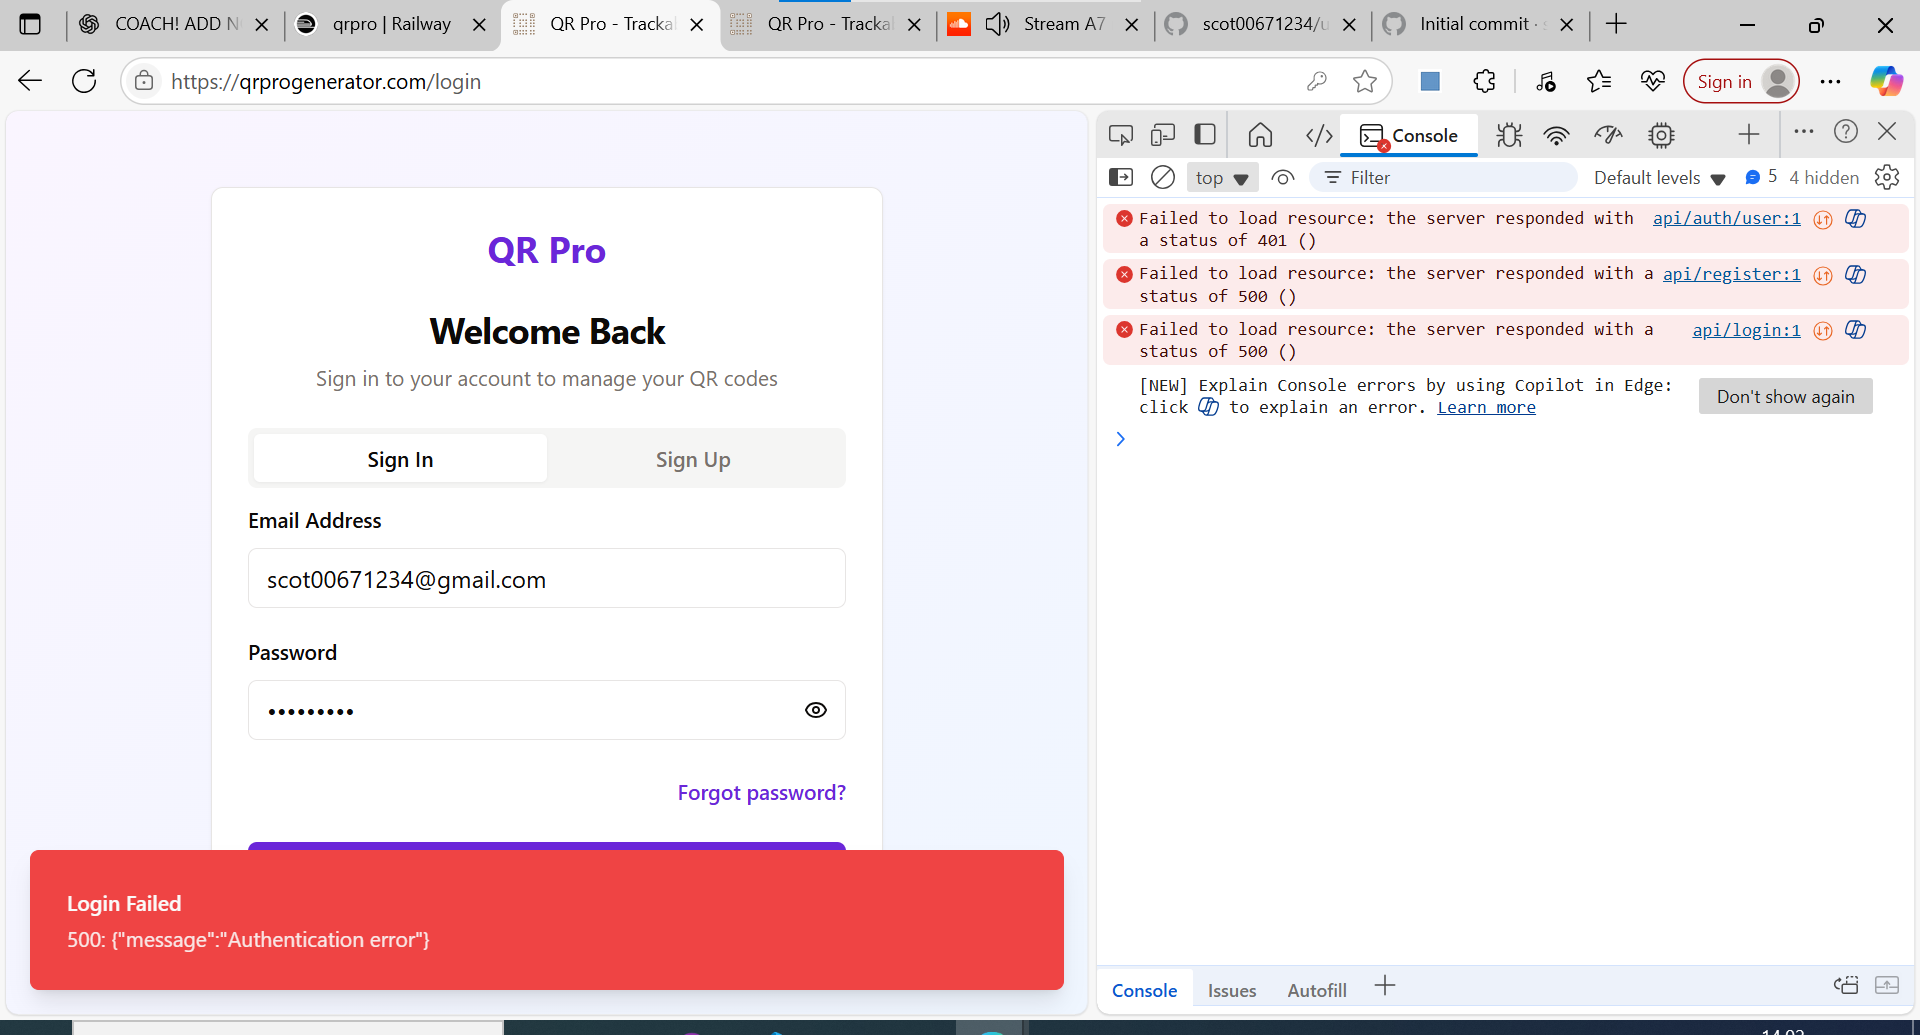 COACH! ADD N
qrpro | Railway
QR Pro - Trackal
QR Pro - Trackal
Stream A7
scot00671234/u
Initial commit · s
https://qrprogenerator.com/login
Sign in
Console
top
Filter
Default levels
5
4 hidden
Failed to load resource: the server responded with
api/auth/user:1
a status of 401 ()
Failed to load resource: the server responded with a
api/register:1
status of 500 ()
Failed to load resource: the server responded with a
api/login:1
status of 500 ()
[NEW] Explain Console errors by using Copilot in Edge:
click to explain an error. Learn more
Don't show again
QR Pro
Welcome Back
Sign in to your account to manage your QR codes
Sign In
Sign Up
Email Address
scot00671234@gmail.com
Password
•••••••••
Forgot password?
Login Failed
500: {"message":"Authentication error"}
Console
Issues
Autofill